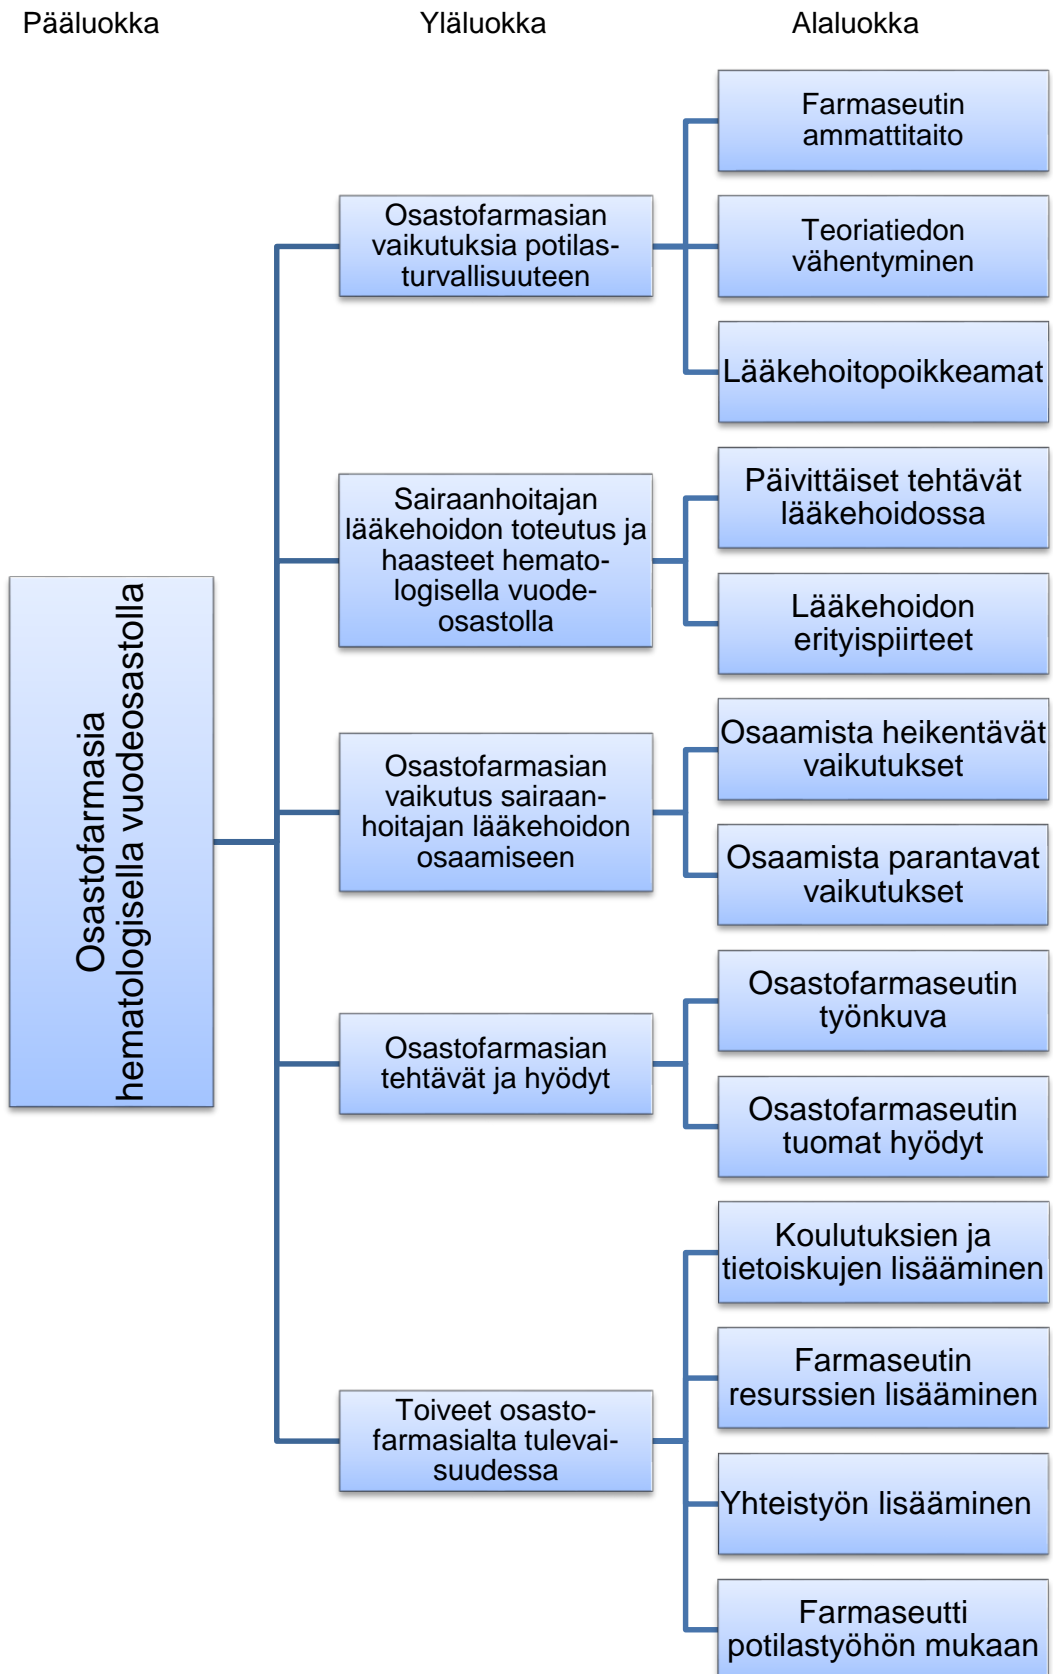 Pääluokka
Yläluokka
Alaluokka
Osastofarmasia
hematologisella vuodeosastolla
Osastofarmasian
vaikutuksia potilas-
turvallisuuteen
Farmaseutin
ammattitaito
Teoriatiedon
vähentyminen
Lääkehoitopoikkeamat
Sairaanhoitajan
lääkehoidon toteutus ja
haasteet hemato-
logisella vuode-
osastolla
Päivittäiset tehtävät
lääkehoidossa
Lääkehoidon
erityispiirteet
Osastofarmasian
vaikutus sairaan-
hoitajan lääkehoidon
osaamiseen
Osaamista heikentävät
vaikutukset
Osaamista parantavat
vaikutukset
Osastofarmasian
tehtävät ja hyödyt
Osastofarmaseutin
työnkuva
Osastofarmaseutin
tuomat hyödyt
Toiveet osasto-
farmasialta tulevai-
suudessa
Koulutuksien ja
tietoiskujen lisääminen
Farmaseutin
resurssien lisääminen
Yhteistyön lisääminen
Farmaseutti
potilastyöhön mukaan